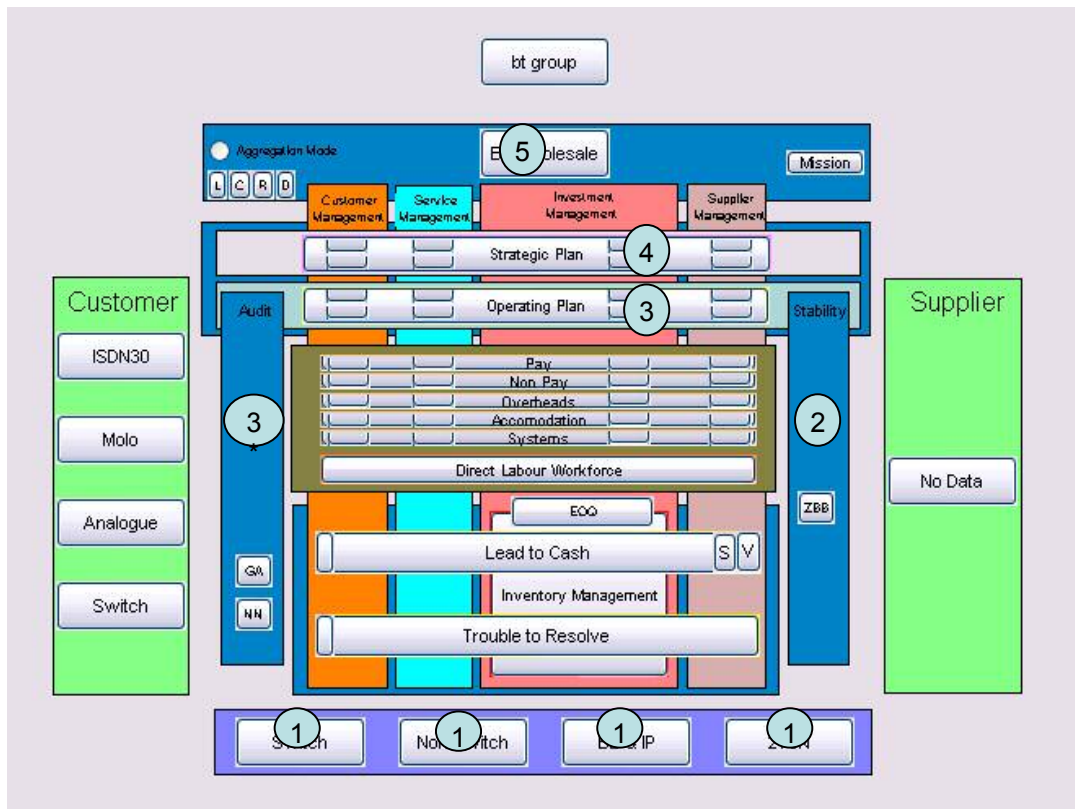 bt group
Aggregation Mode
5
olesale
Mission
L C R D
Customer
Management
Service
Management
Investment
Management
Supplier
Management
Strategic Plan
4
Customer
Audit
Operating Plan
3
Stability
Supplier
ISDN30
Pay
Non Pay
Overheads
Accomodation
Systems
3
*
2
Molo
Direct Labour Workforce
No Data
Analogue
EOO
ZBB
Lead to Cash
S V
GA
Inventory Management
Switch
NN
Trouble to Resolve
1
1
1
1